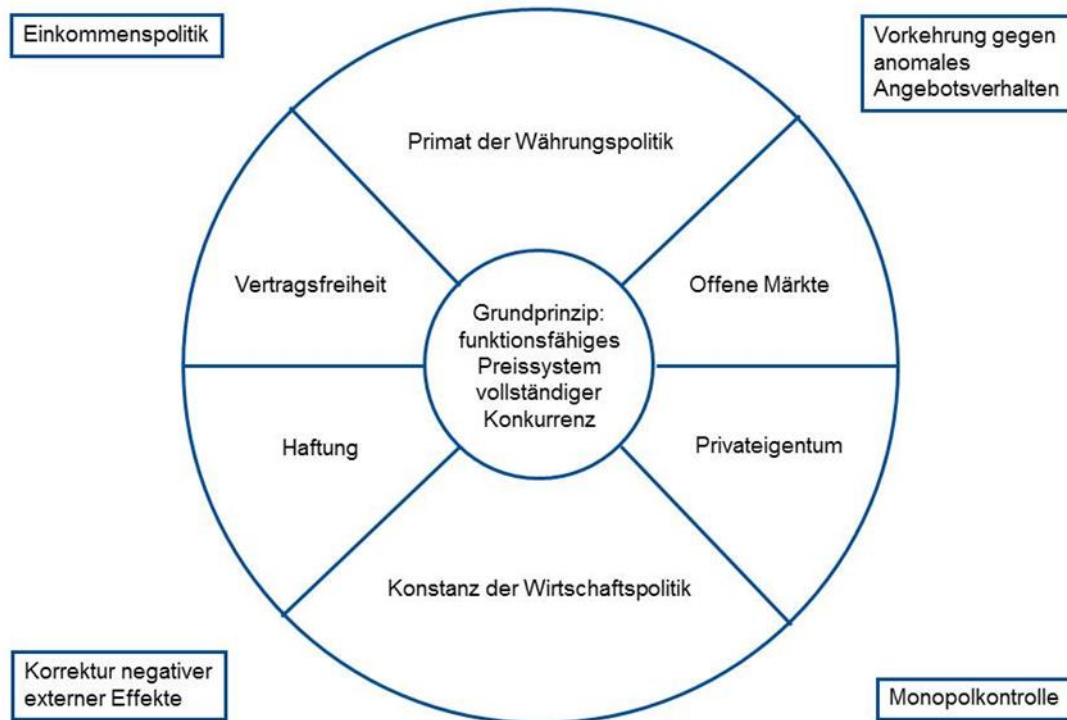 Einkommenspolitik
Vorkehrung gegen
anomales
Angebotsverhalten
Primat der Währungspolitik
Vertragsfreiheit
Offene Märkte
Grundprinzip:
funktionsfähiges
Preissystem
vollständiger
Konkurrenz
Haftung
Privateigentum
Konstanz der Wirtschaftspolitik
Korrektur negativer
externer Effekte
Monopolkontrolle